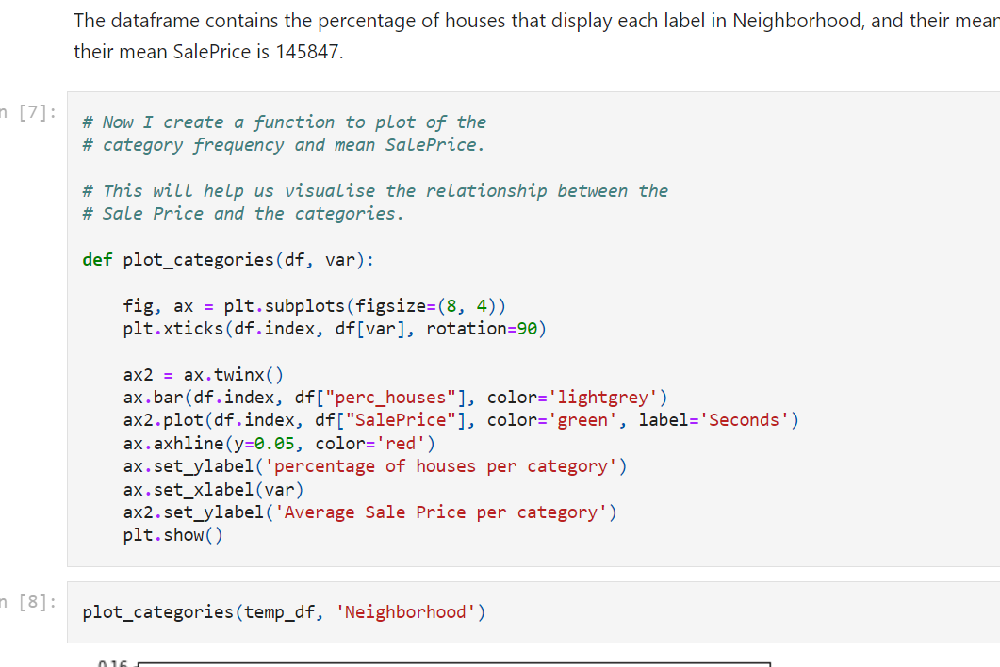 The dataframe contains the percentage of houses that display each label in Neighborhood, and their mean
their mean SalePrice is 145847.
n [7]:
# Now I create a function to plot of the
# category frequency and mean SalePrice.
# This will help us visualise the relationship between the
# Sale Price and the categories.
def plot_categories(df, var):
fig, ax = plt.subplots(figsize=(8, 4))
plt.xticks(df.index, df[var], rotation=90)
ax2 = ax.twinx()
ax.bar(df.index, df["perc_houses"], color='lightgrey')
ax2.plot(df.index, df["SalePrice"], color='green', label='Seconds')
ax.axhline(y=0.05, color='red')
ax.set_ylabel('percentage of houses per category')
ax.set_xlabel(var)
ax2.set_ylabel('Average Sale Price per category')
plt.show()
n [8]:
plot_categories(temp_df, 'Neighborhood')
0.16